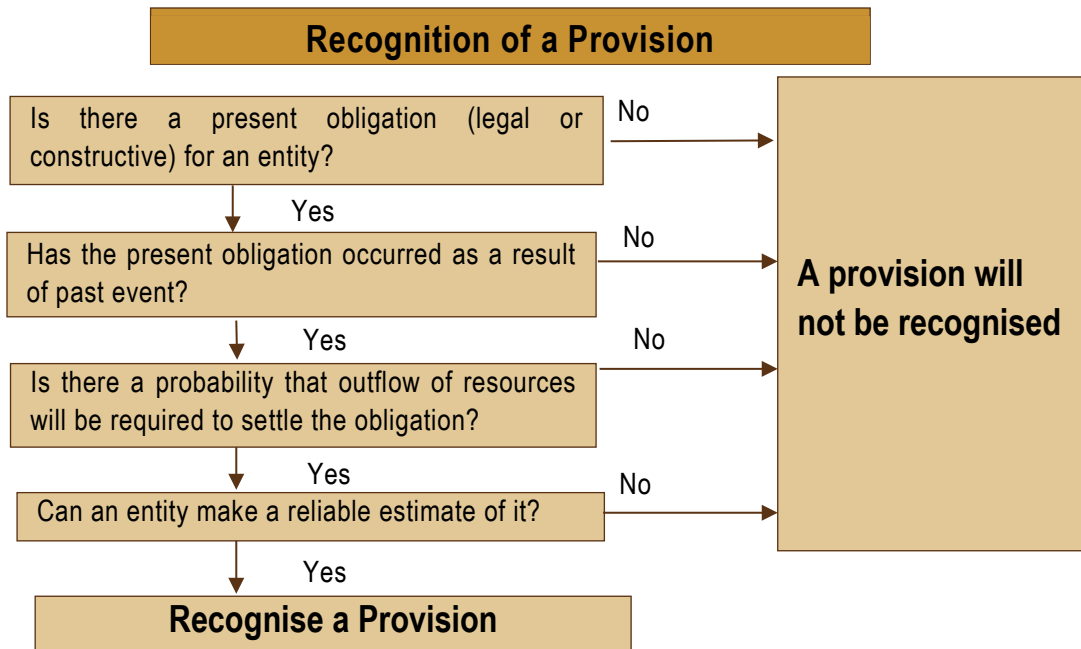 Recognition of a Provision
Is there a present obligation (legal or
constructive) for an entity?
No
Yes
Has the present obligation occurred as a result
of past event?
No
Yes
Is there a probability that outflow of resources
will be required to settle the obligation?
No
Yes
Can an entity make a reliable estimate of it?
No
Yes
Recognise a Provision
A provision will
not be recognised